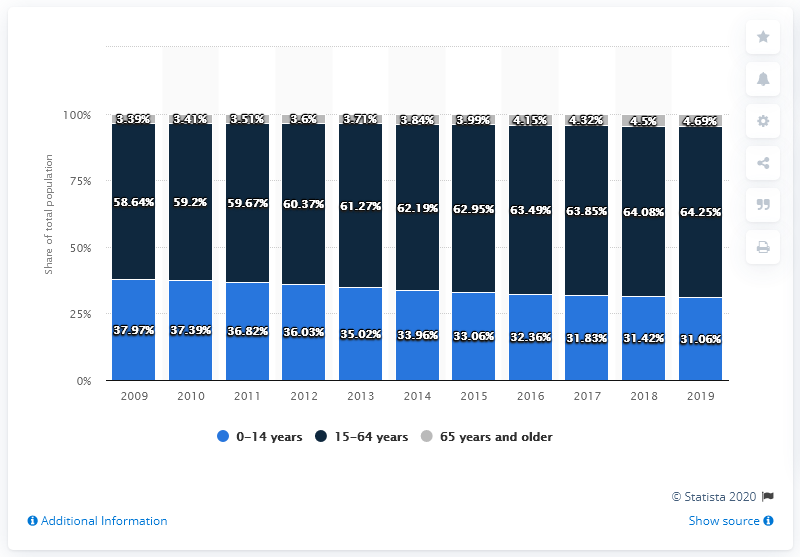 Share of total population
100%
75%
50%
25%
0%
3.39% 3.41% 3.51% 3.6% 3.71% 3.84% 3.99% 4.15% 4.32% 4.5% 4.69%
58.64% 59.2% 59.67% 60.37% 61.27% 62.19% 62.95% 63.49% 63.85% 64.08% 64.25%
37.97% 37.39% 36.82% 36.03% 35.02% 33.96% 33.06% 32.36% 31.83% 31.42% 31.06%
2009 2010 2011 2012 2013 2014 2015 2016 2017 2018 2019
0-14 years 15-64 years 65 years and older
© Statista 2020
Additional Information Show source